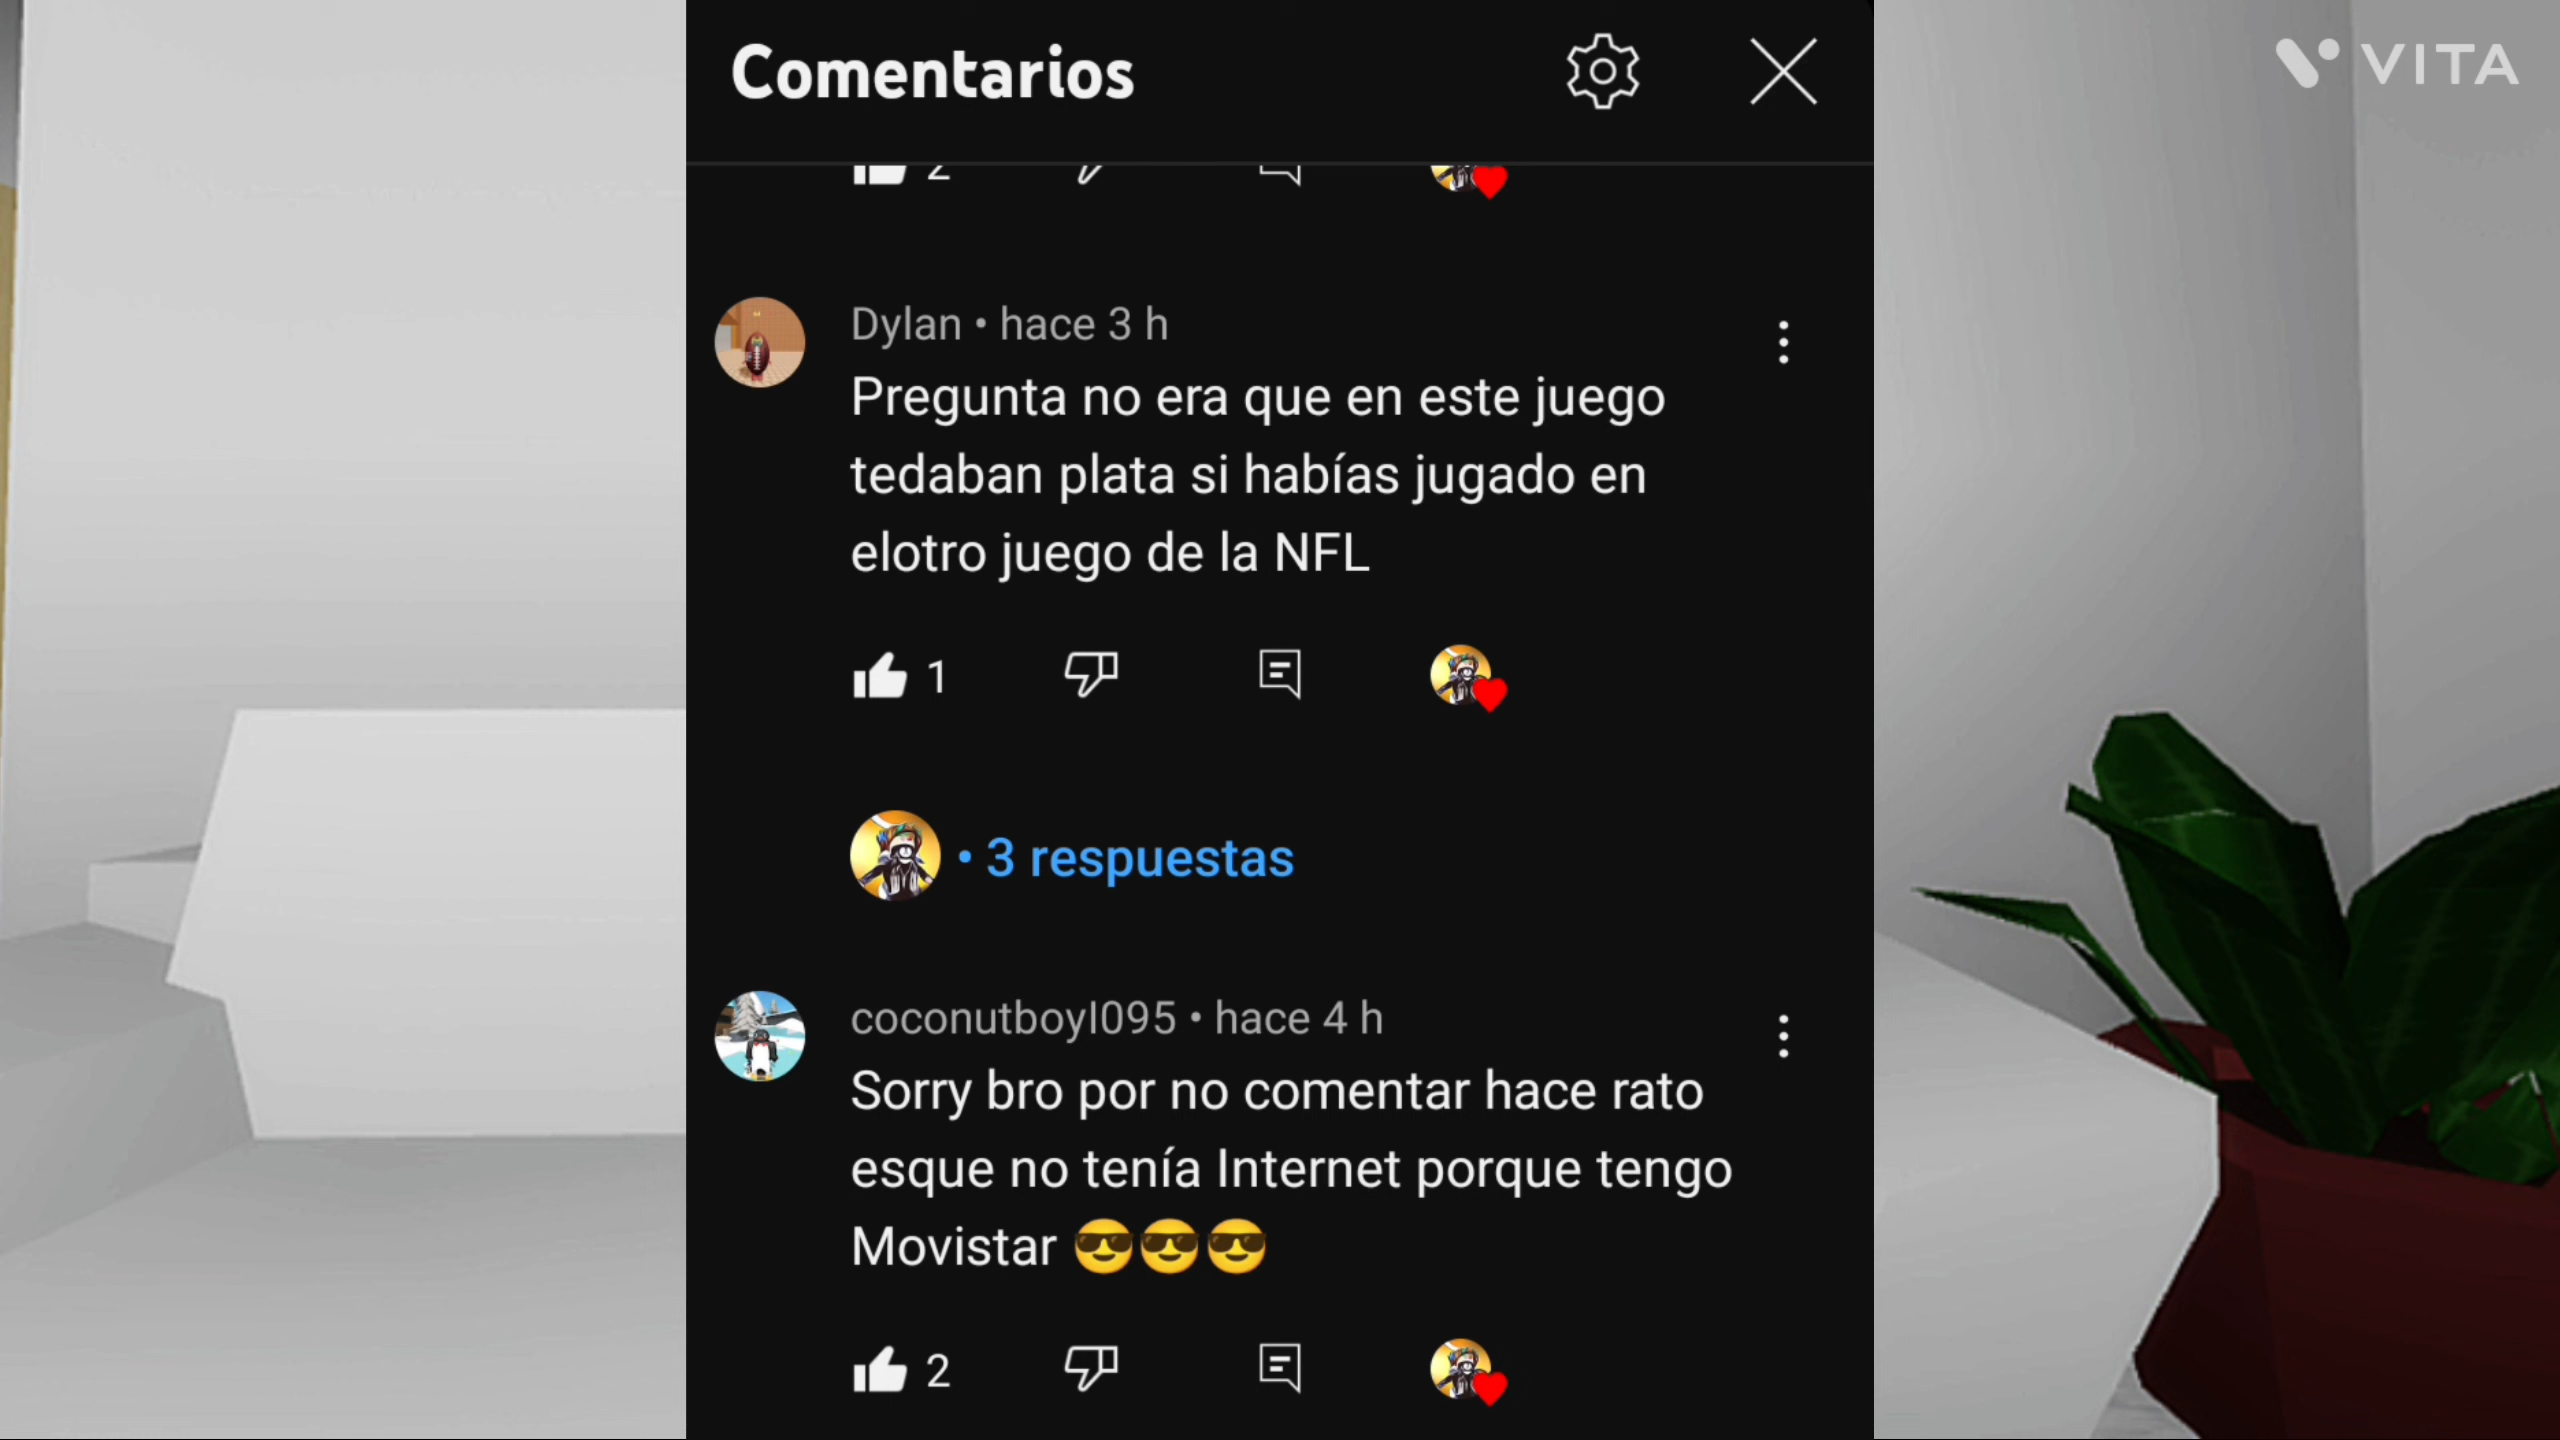 Comentarios
VITA
2
Dylan • hace 3 h
Pregunta no era que en este juego
tedaban plata si habías jugado en
elotro juego de la NFL
1
• 3 respuestas
coconutboyI095 • hace 4 h
Sorry bro por no comentar hace rato
esque no tenía Internet porque tengo
Movistar 😎😎😎
2